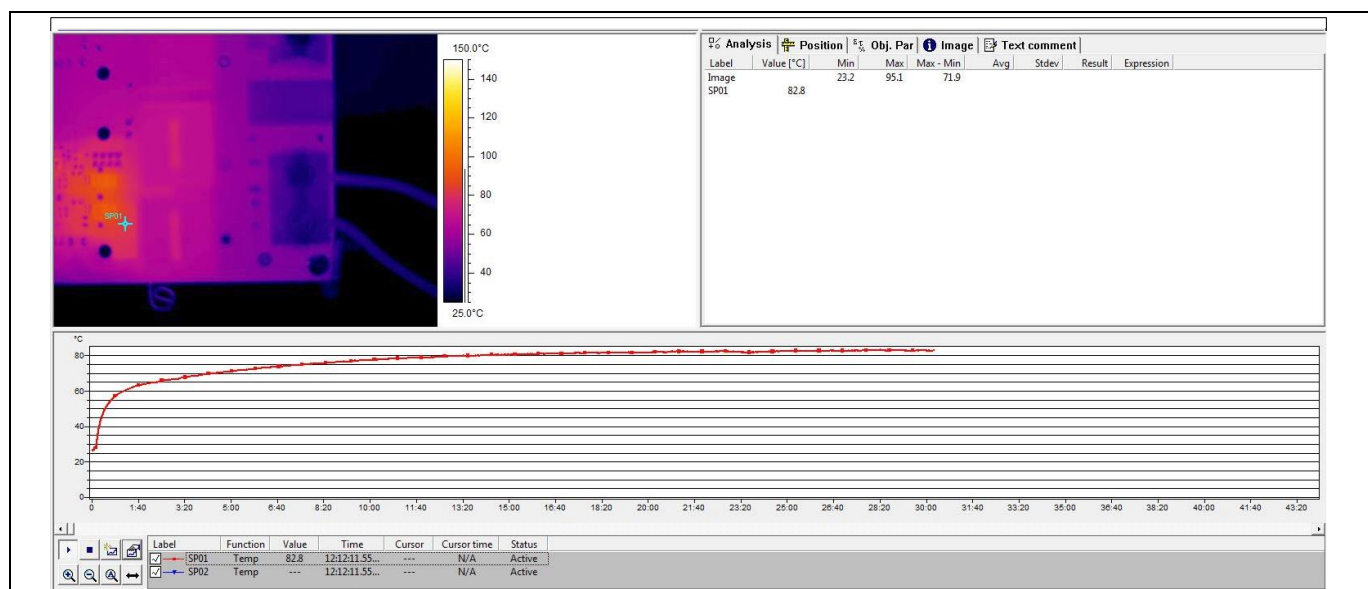 150.0°C
140
120
100
80
60
40
25.0°C
SP01
Analysis Position Obj. Par Image Text comment
Label Value [°C] Min Max Max - Min Avg Stdev Result Expression
Image 23.2 95.1 71.9
SP01 82.8
°C
80
60
40
20
0
0 1:40 3:20 5:00 6:40 8:20 10:00 11:40 13:20 15:00 16:40 18:20 20:00 21:40 23:20 25:00 26:40 28:20 30:00 31:40 33:20 35:00 36:40 38:20 40:00 41:40 43:20
Label Function Value Time Cursor Cursor time Status
SP01 Temp 82.8 12:12:11.55... --- N/A Active
SP02 Temp --- 12:12:11.55... --- N/A Active